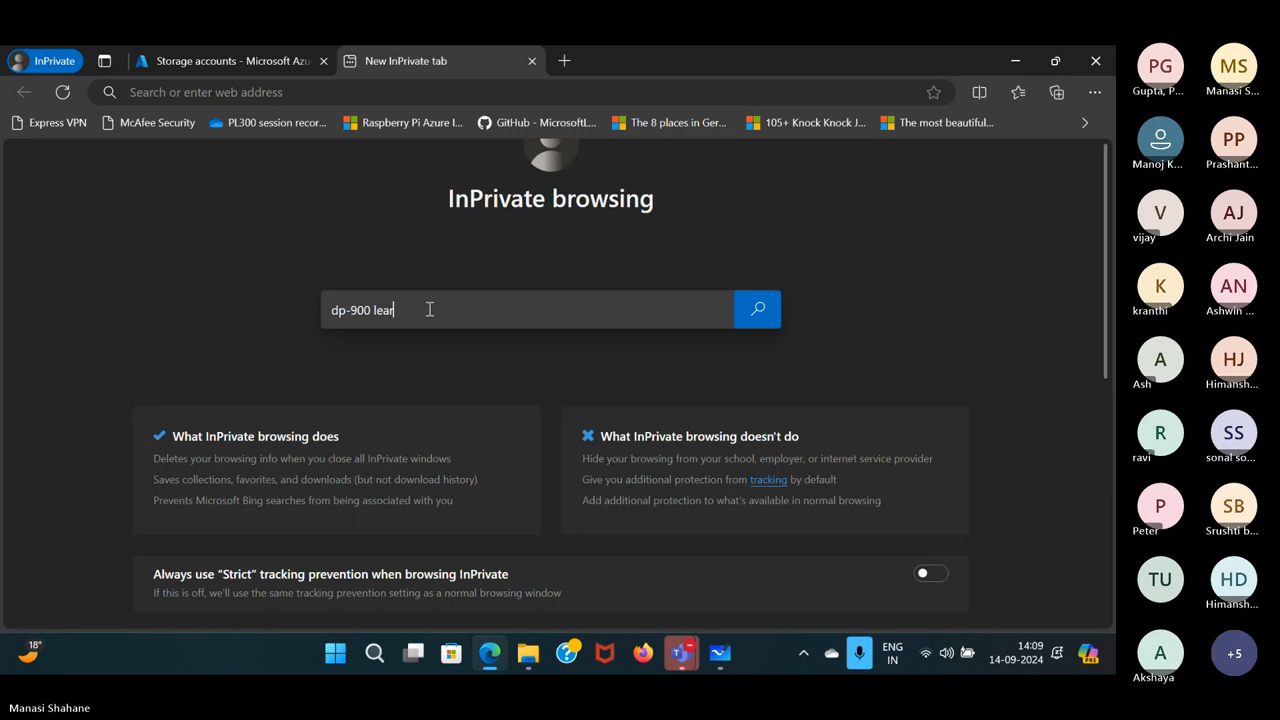 InPrivate
Storage accounts - Microsoft Azu
New InPrivate tab
Search or enter web address
Express VPN
McAfee Security
PL300 session recor...
Raspberry Pi Azure I...
GitHub - MicrosoftL...
The 8 places in Ger...
105+ Knock Knock J...
The most beautiful...
InPrivate browsing
dp-900 lear
What InPrivate browsing does
Deletes your browsing info when you close all InPrivate windows
Saves collections, favorites, and downloads (but not download history)
Prevents Microsoft Bing searches from being associated with you
What InPrivate browsing doesn't do
Hide your browsing from your school, employer, or internet service provider
Give you additional protection from tracking by default
Add additional protection to what's available in normal browsing
Always use “Strict” tracking prevention when browsing InPrivate
If this is off, we'll use the same tracking prevention setting as a normal browsing window
18°
ENG
IN
14:09
14-09-2024
PRE
PG
Gupta, P...
MS
Manasi S...
Manoj K...
PP
Prashant...
V
vijay
AJ
Archi Jain
K
kranthi
AN
Ashwin ...
A
Ash
HJ
Himansh...
R
ravi
SS
sonal so...
P
Peter
SB
Srushti b...
TU
HD
Himansh...
A
Akshaya
+5
Manasi Shahane